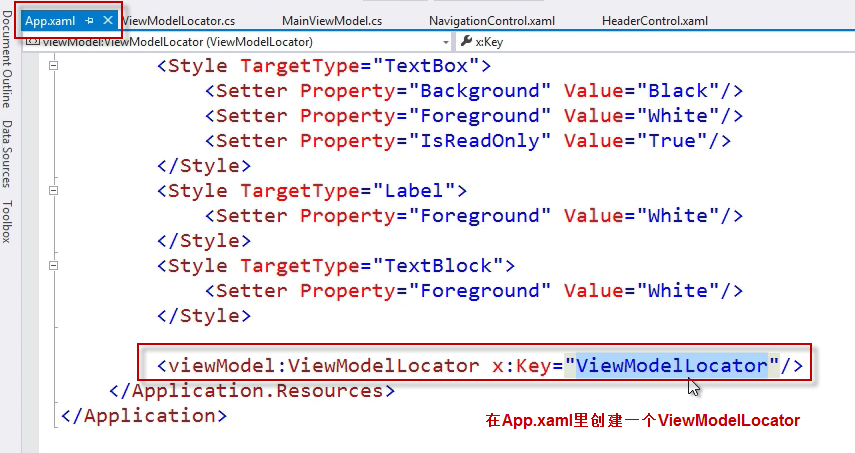 App.xaml ViewModelLocator.cs MainViewModel.cs NavigationControl.xaml HeaderControl.xaml
viewModel:ViewModelLocator (ViewModelLocator) x:Key
Document Outline
Data Sources
Toolbox
<Style TargetType="TextBox">
<Setter Property="Background" Value="Black"/>
<Setter Property="Foreground" Value="White"/>
<Setter Property="IsReadOnly" Value="True"/>
</Style>
<Style TargetType="Label">
<Setter Property="Foreground" Value="White"/>
</Style>
<Style TargetType="TextBlock">
<Setter Property="Foreground" Value="White"/>
</Style>
<viewModel:ViewModelLocator x:Key="ViewModelLocator"/>
</Application.Resources>
</Application>
在App.xaml里创建一个ViewModelLocator